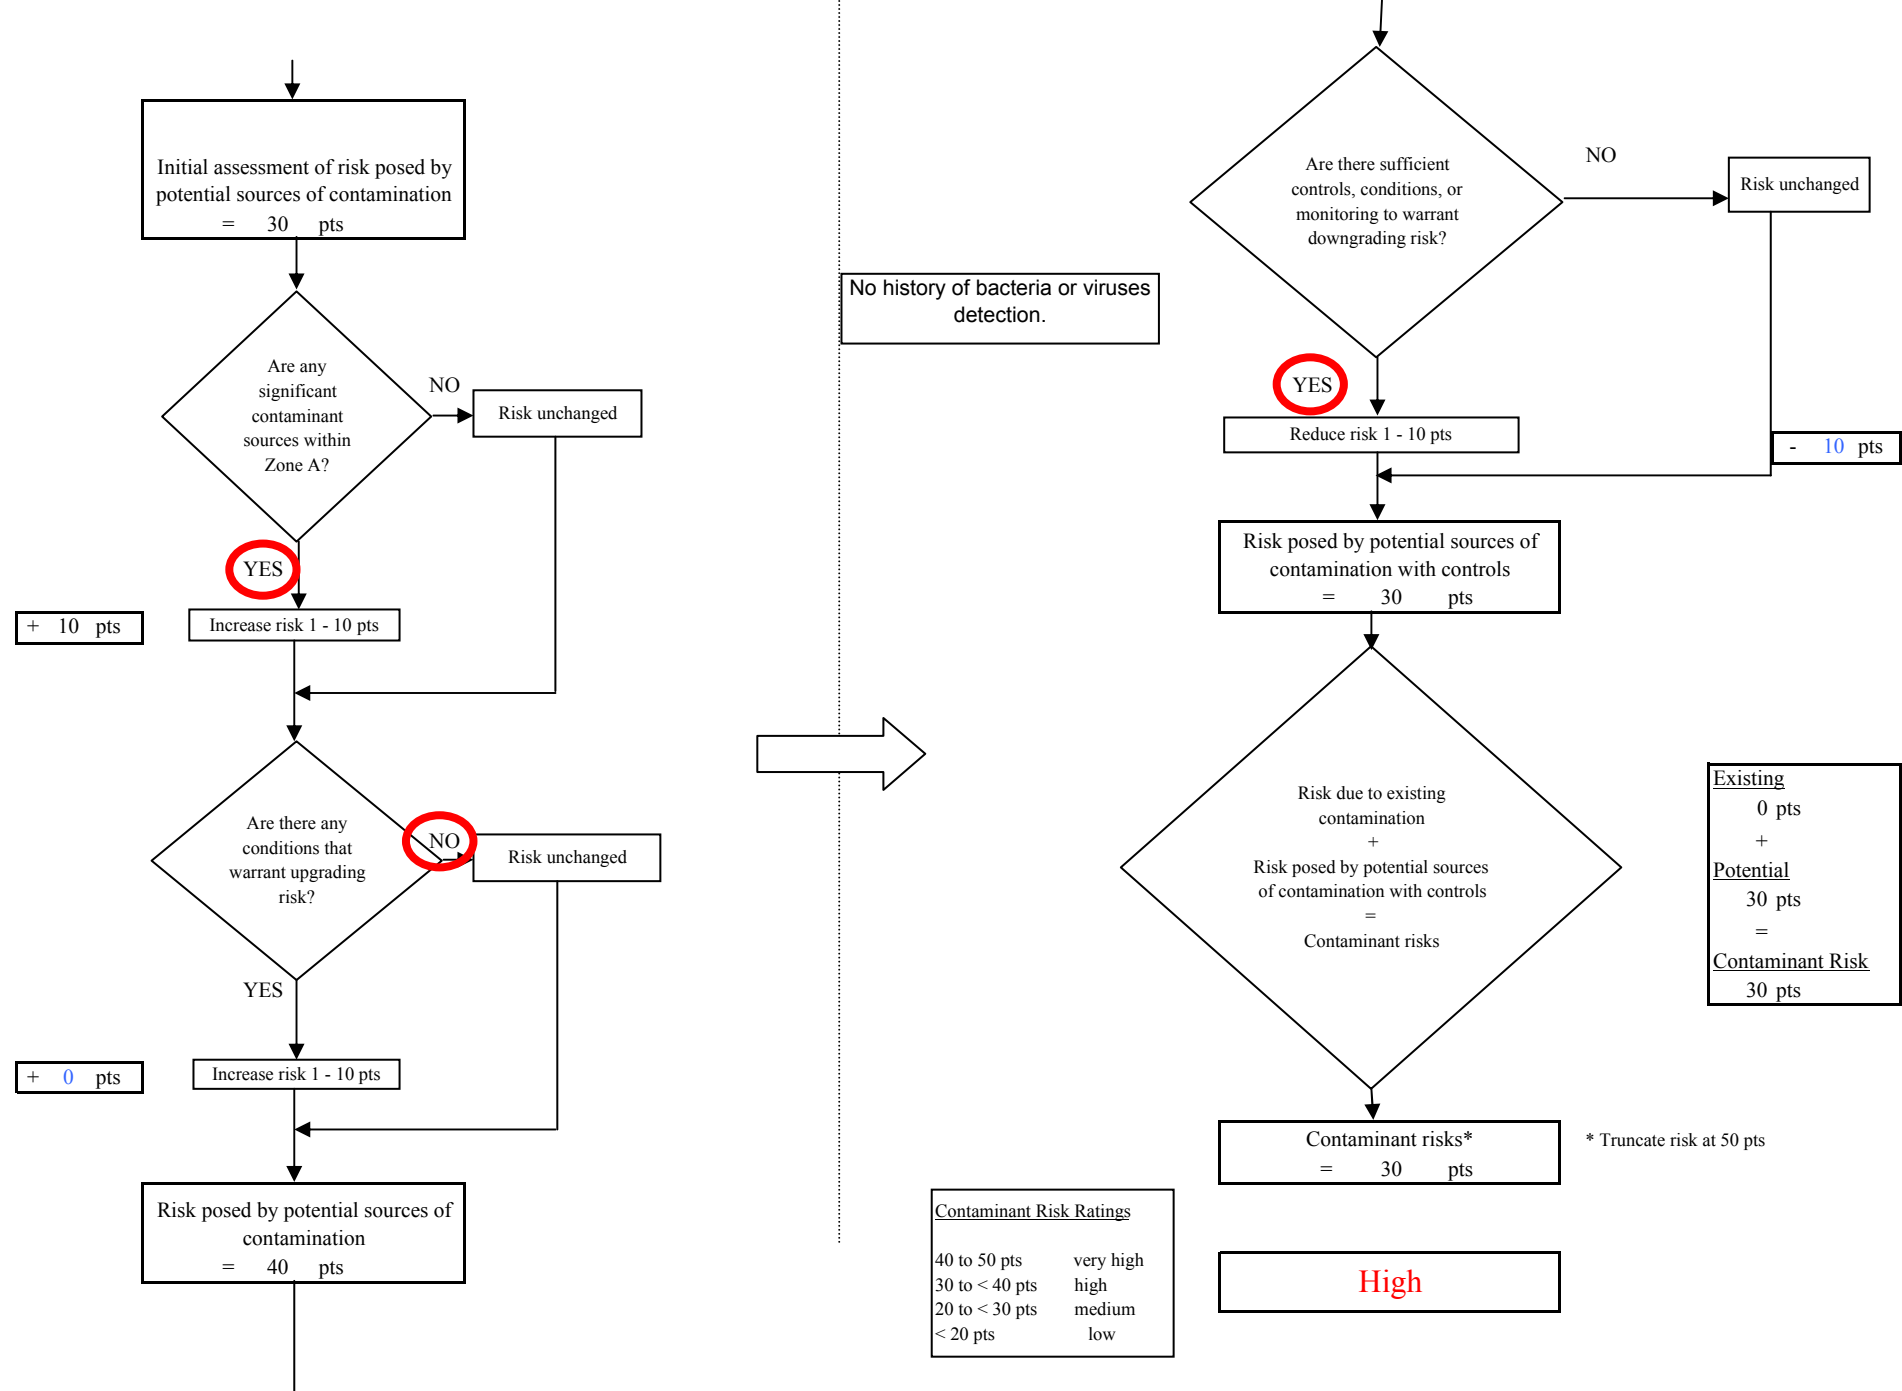 Initial assessment of risk posed by
potential sources of contamination
= 30 pts
Are any
significant
contaminant
sources within
Zone A?
NO
Risk unchanged
YES
+ 10 pts
Increase risk 1 - 10 pts
Are there any
conditions that
warrant upgrading
risk?
NO
Risk unchanged
YES
+ 0 pts
Increase risk 1 - 10 pts
Risk posed by potential sources of
contamination
= 40 pts
Are there sufficient
controls, conditions, or
monitoring to warrant
downgrading risk?
NO
Risk unchanged
No history of bacteria or viruses
detection.
YES
Reduce risk 1 - 10 pts
- 10 pts
Risk posed by potential sources of
contamination with controls
= 30 pts
Risk due to existing
contamination
+
Risk posed by potential sources
of contamination with controls
=
Contaminant risks
Existing
0 pts
+
Potential
30 pts
=
Contaminant Risk
30 pts
Contaminant risks*
= 30 pts
* Truncate risk at 50 pts
Contaminant Risk Ratings
40 to 50 pts very high
30 to < 40 pts high
20 to < 30 pts medium
< 20 pts low
High